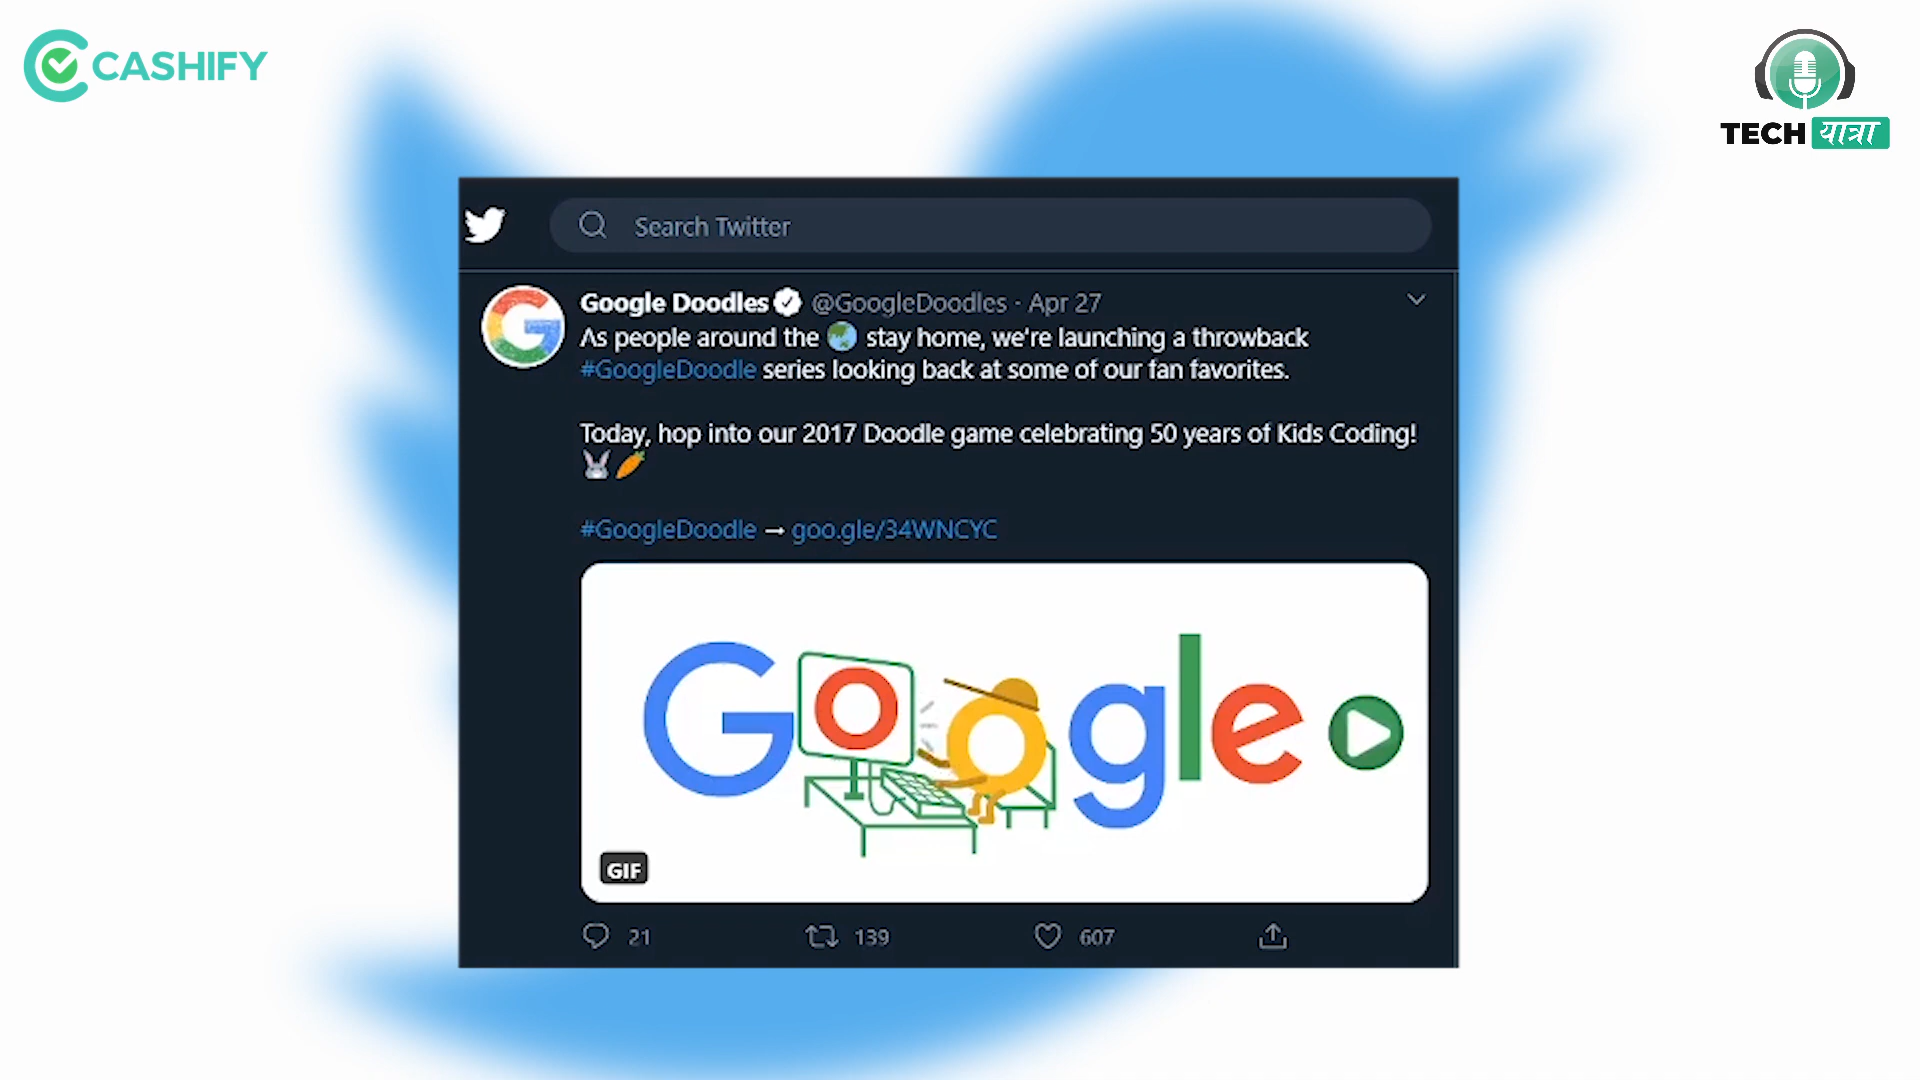 CASHIFY
TECH यात्रा
Search Twitter
Google Doodles @GoogleDoodles · Apr 27
As people around the 🌏 stay home, we're launching a throwback
#GoogleDoodle series looking back at some of our fan favorites.
Today, hop into our 2017 Doodle game celebrating 50 years of Kids Coding!
🐰🥕
#GoogleDoodle → goo.gle/34WNCYC
Google
GIF
21 139 607